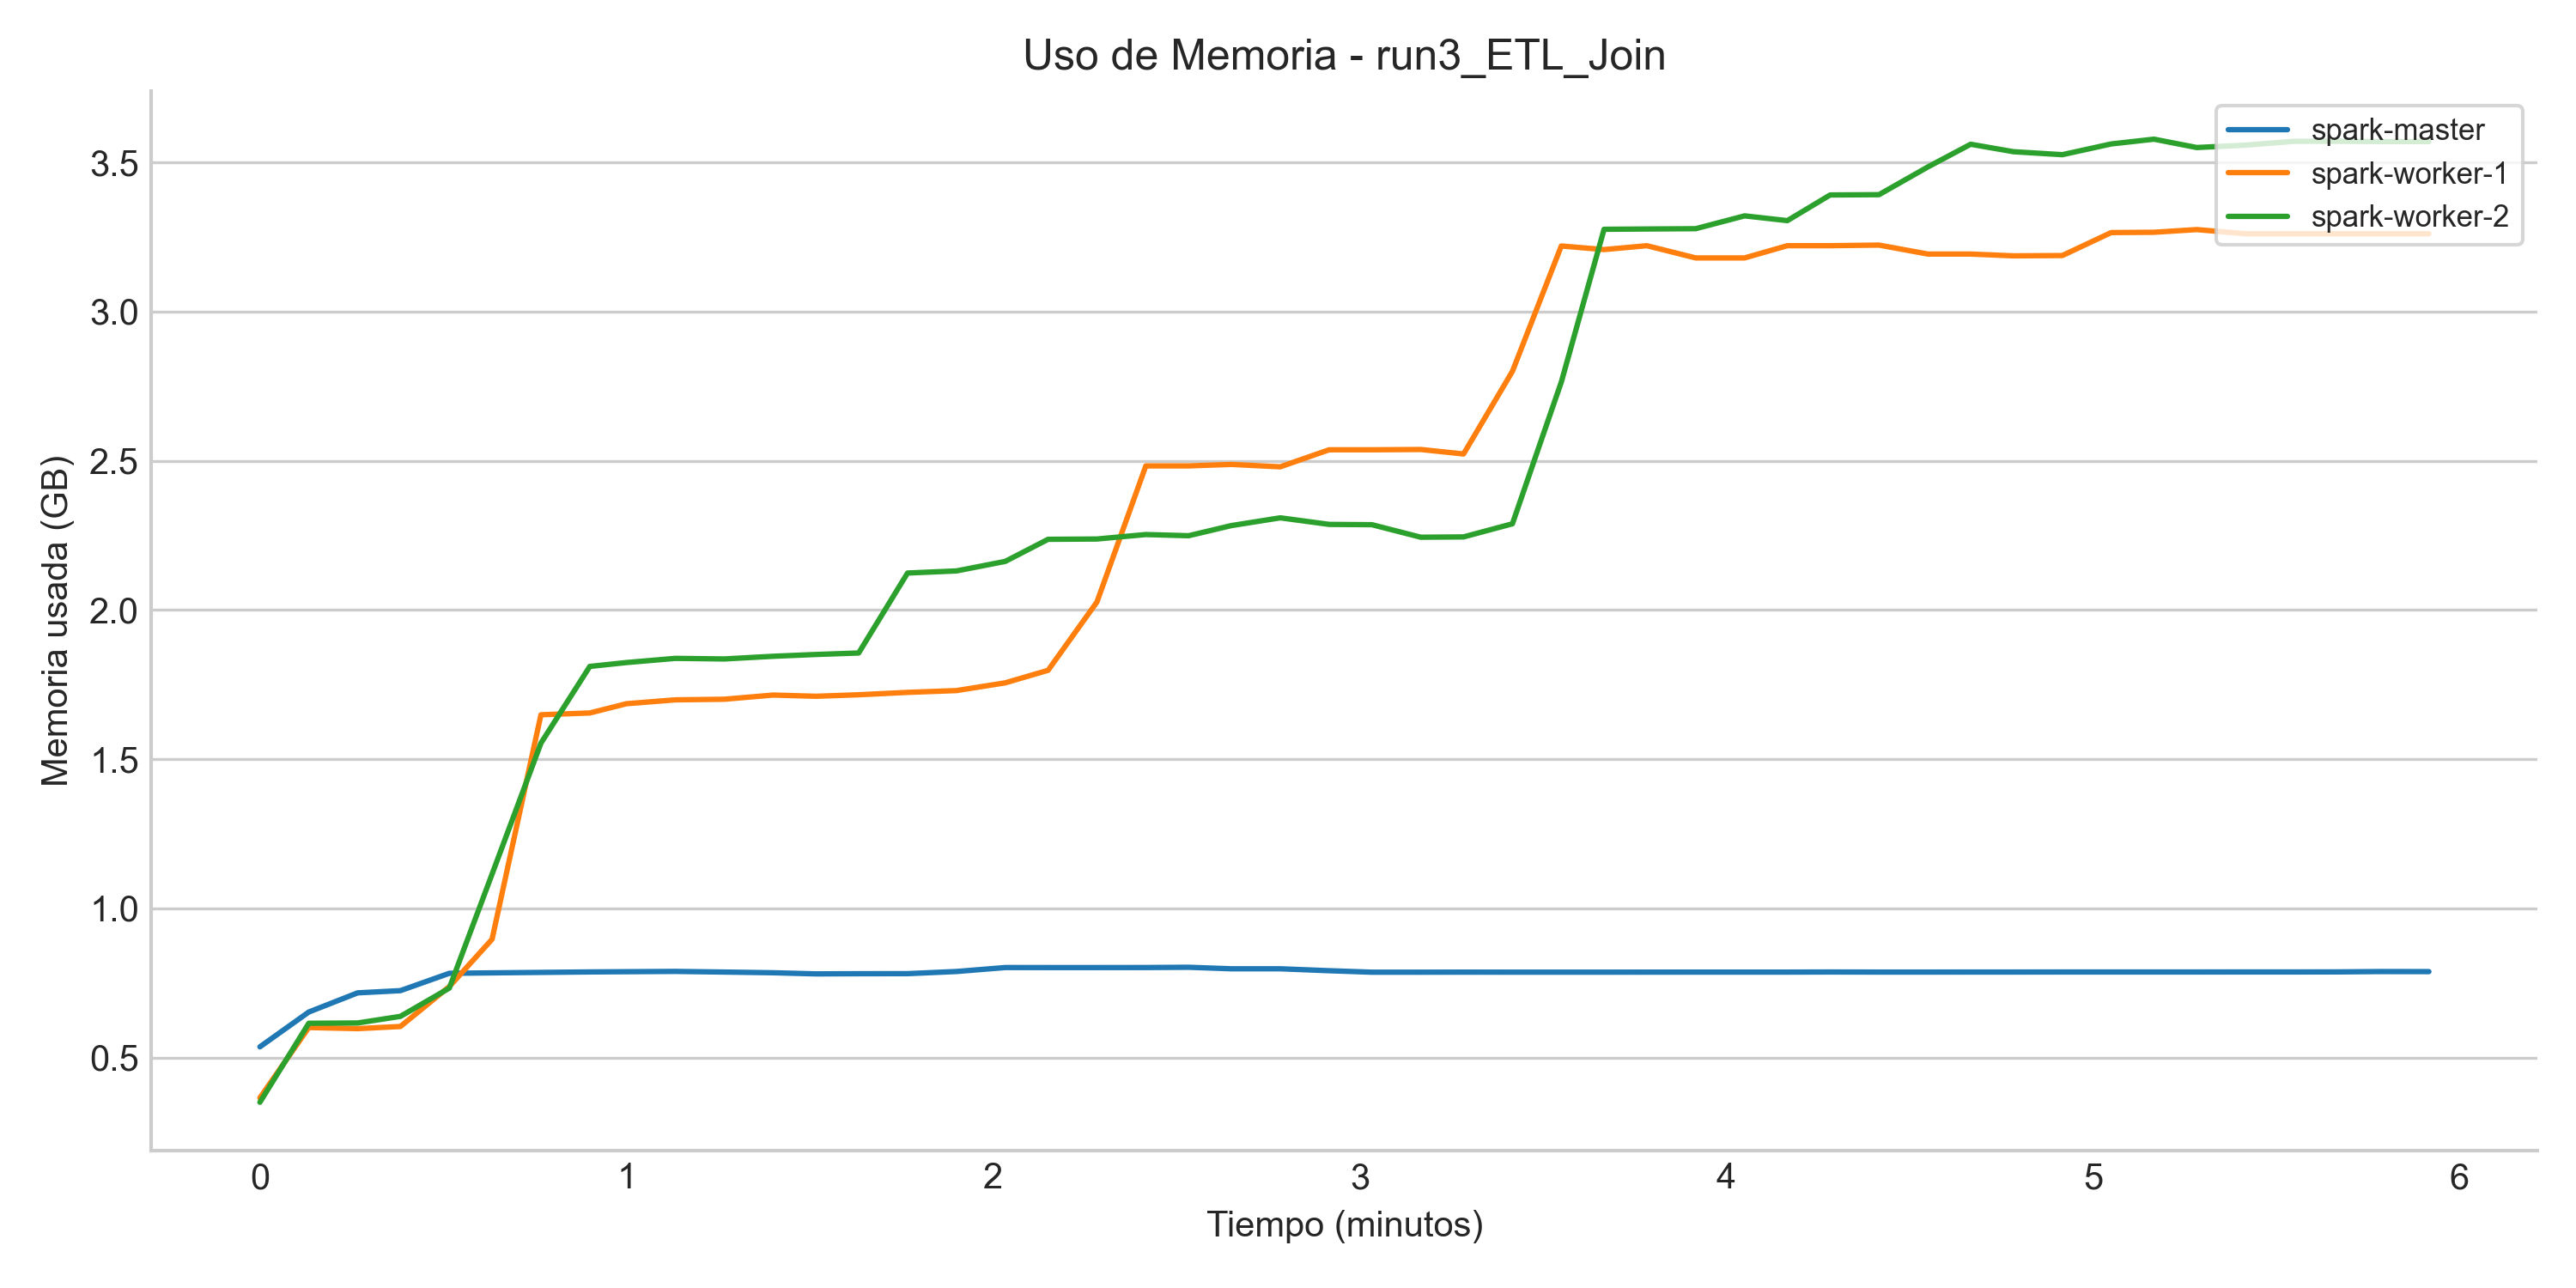 Uso de Memoria - run3_ETL_Join
spark-master
spark-worker-1
spark-worker-2
Memoria usada (GB)
3.5
3.0
2.5
2.0
1.5
1.0
0.5
0 1 2 3 4 5 6
Tiempo (minutos)